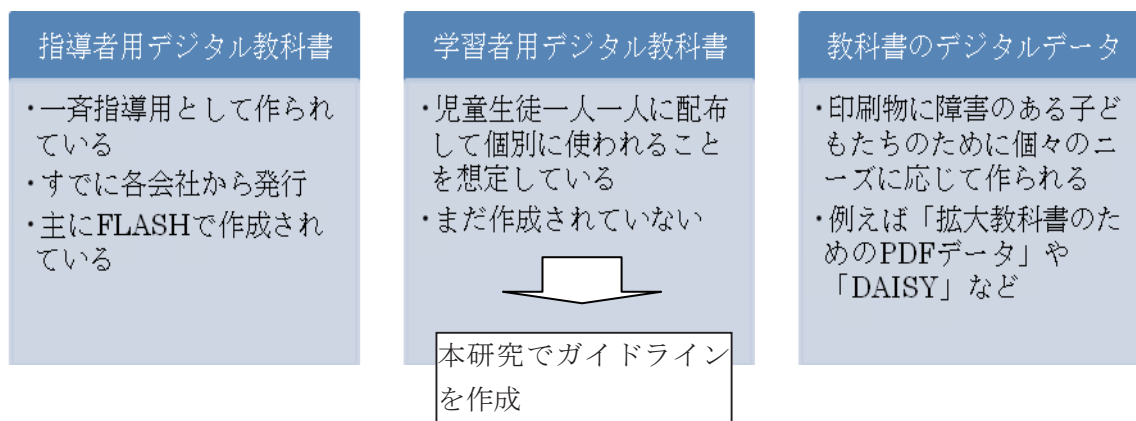 指導者用デジタル教科書
・一斉指導用として作られ
ている
・すでに各会社から発行
・主にFLASHで作成され
ている
学習者用デジタル教科書
・児童生徒一人一人に配布
して個別に使われること
を想定している
・まだ作成されていない
本研究でガイドライン
を作成
教科書のデジタルデータ
・印刷物に障害のある子ど
もたちのために個々のニ
ーズに応じて作られる
・例えば「拡大教科書のた
めのPDFデータ」や
「DAISY」など